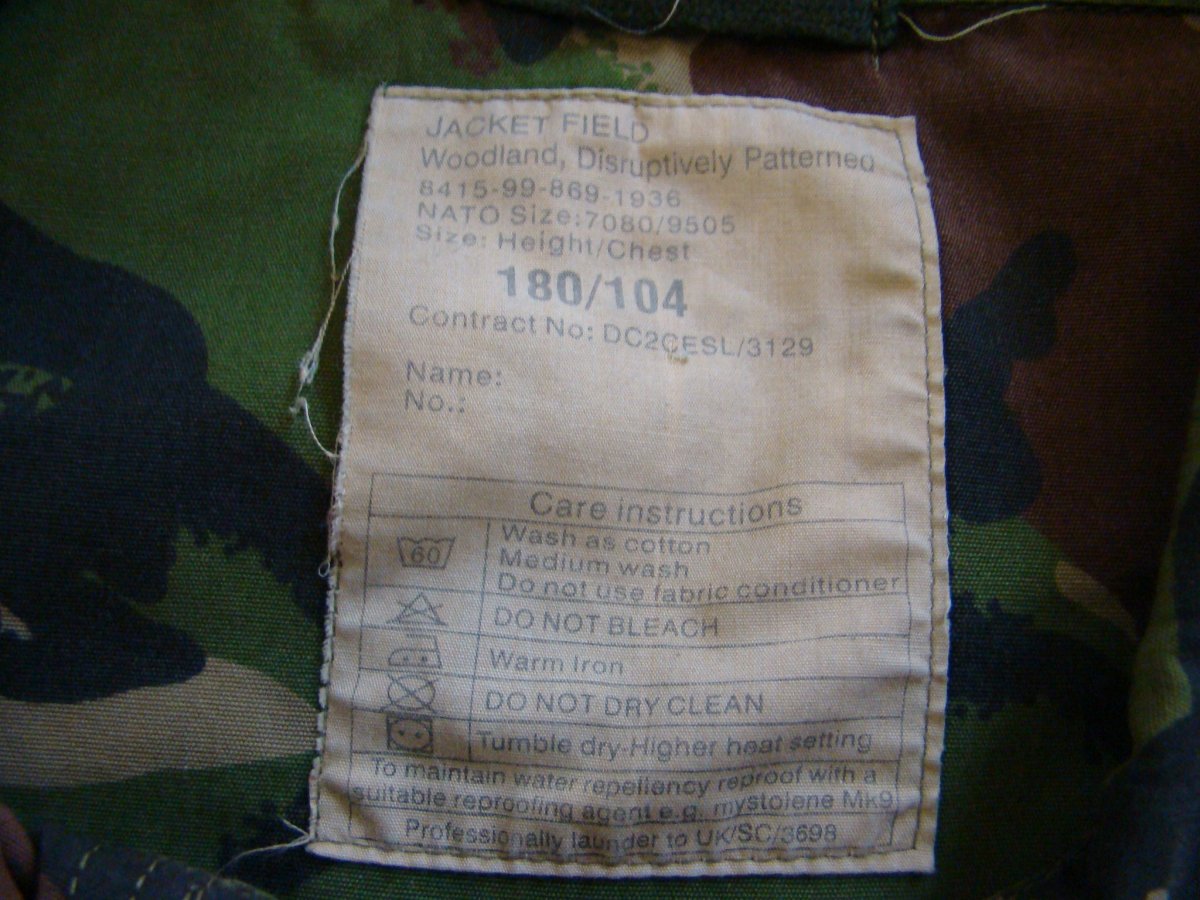 JACKET FIELD
Woodland, Disruptively Patterned
8415-99-869-1936
NATO Size:7080/9505
Size: Height/Chest
180/104
Contract No: DC2CESL/3129
Name:
No.:
Care instructions
60
Wash as cotton
Medium wash
Do not use fabric conditioner
DO NOT BLEACH
Warm Iron
DO NOT DRY CLEAN
Tumble dry-Higher heat setting
To maintain water repellency reproof with a
suitable reproofing agent e.g. mystolene Mk9
Professionally launder to UK/SC/3698